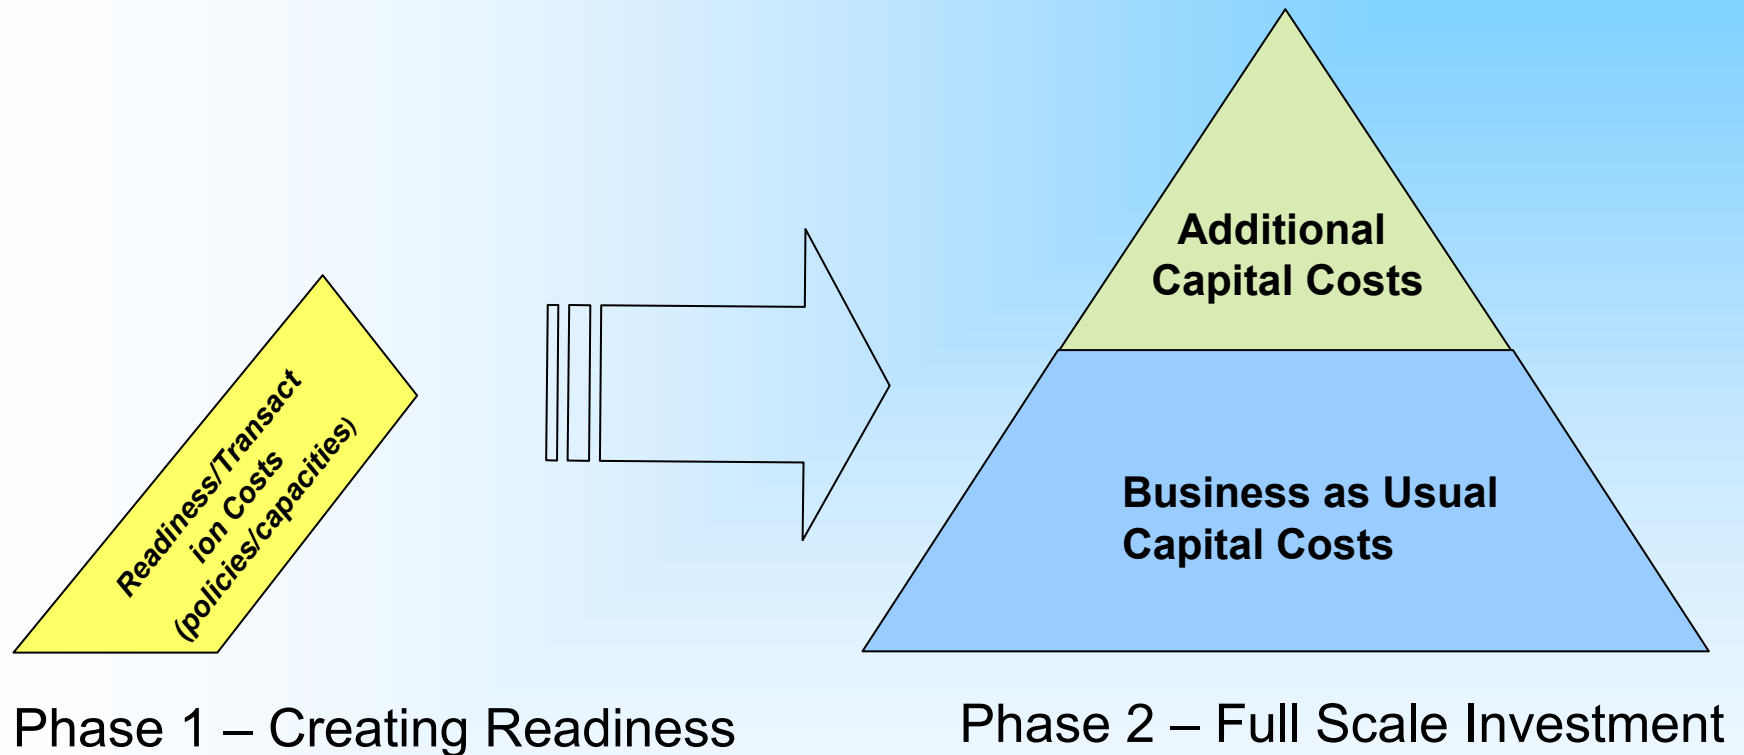 Readiness/Transact
ion Costs
(policies/capacities)
Additional
Capital Costs
Business as Usual
Capital Costs
Phase 1 – Creating Readiness
Phase 2 – Full Scale Investment